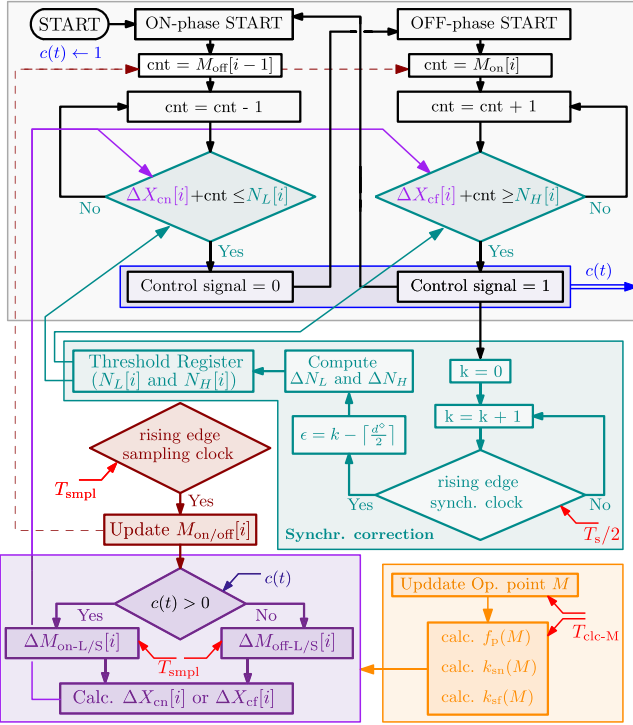 START
ON-phase START
OFF-phase START
c(t) ← 1
cnt = M_off[i − 1]
cnt = M_on[i]
cnt = cnt - 1
cnt = cnt + 1
ΔX_cn[i]+cnt ≤N_L[i]
ΔX_cf[i]+cnt ≥N_H[i]
No
No
Yes
Yes
Control signal = 0
Control signal = 1
c(t)
Threshold Register
(N_L[i] and N_H[i])
Compute
ΔN_L and ΔN_H
k = 0
k = k + 1
ϵ = k − ⌈d^⋄/2⌉
rising edge
sampling clock
rising edge
synch. clock
T_smpl
Yes
Yes
No
Update M_on/off[i]
Synchr. correction
T_s/2
c(t) > 0
c(t)
Yes
No
ΔM_on-L/S[i]
ΔM_off-L/S[i]
T_smpl
Calc. ΔX_cn[i] or ΔX_cf[i]
Upddate Op. point M
T_clc-M
calc. f_p(M)
calc. k_sn(M)
calc. k_sf(M)